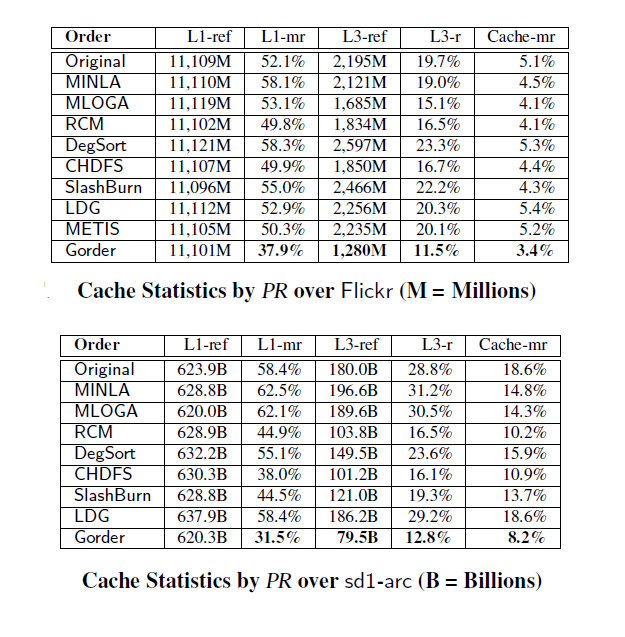 Order L1-ref L1-mr L3-ref L3-r Cache-mr
Original 11,109M 52.1% 2,195M 19.7% 5.1%
MINLA 11,110M 58.1% 2,121M 19.0% 4.5%
MLOGA 11,119M 53.1% 1,685M 15.1% 4.1%
RCM 11,102M 49.8% 1,834M 16.5% 4.1%
DegSort 11,121M 58.3% 2,597M 23.3% 5.3%
CHDFS 11,107M 49.9% 1,850M 16.7% 4.4%
SlashBurn 11,096M 55.0% 2,466M 22.2% 4.3%
LDG 11,112M 52.9% 2,256M 20.3% 5.4%
METIS 11,105M 50.3% 2,235M 20.1% 5.2%
Gorder 11,101M 37.9% 1,280M 11.5% 3.4%
Cache Statistics by PR over Flickr (M = Millions)
Order L1-ref L1-mr L3-ref L3-r Cache-mr
Original 623.9B 58.4% 180.0B 28.8% 18.6%
MINLA 628.8B 62.5% 196.6B 31.2% 14.8%
MLOGA 620.0B 62.1% 189.6B 30.5% 14.3%
RCM 628.9B 44.9% 103.8B 16.5% 10.2%
DegSort 632.2B 55.1% 149.5B 23.6% 15.9%
CHDFS 630.3B 38.0% 101.2B 16.1% 10.9%
SlashBurn 628.8B 44.5% 121.0B 19.3% 13.7%
LDG 637.9B 58.4% 186.2B 29.2% 18.6%
Gorder 620.3B 31.5% 79.5B 12.8% 8.2%
Cache Statistics by PR over sd1-arc (B = Billions)